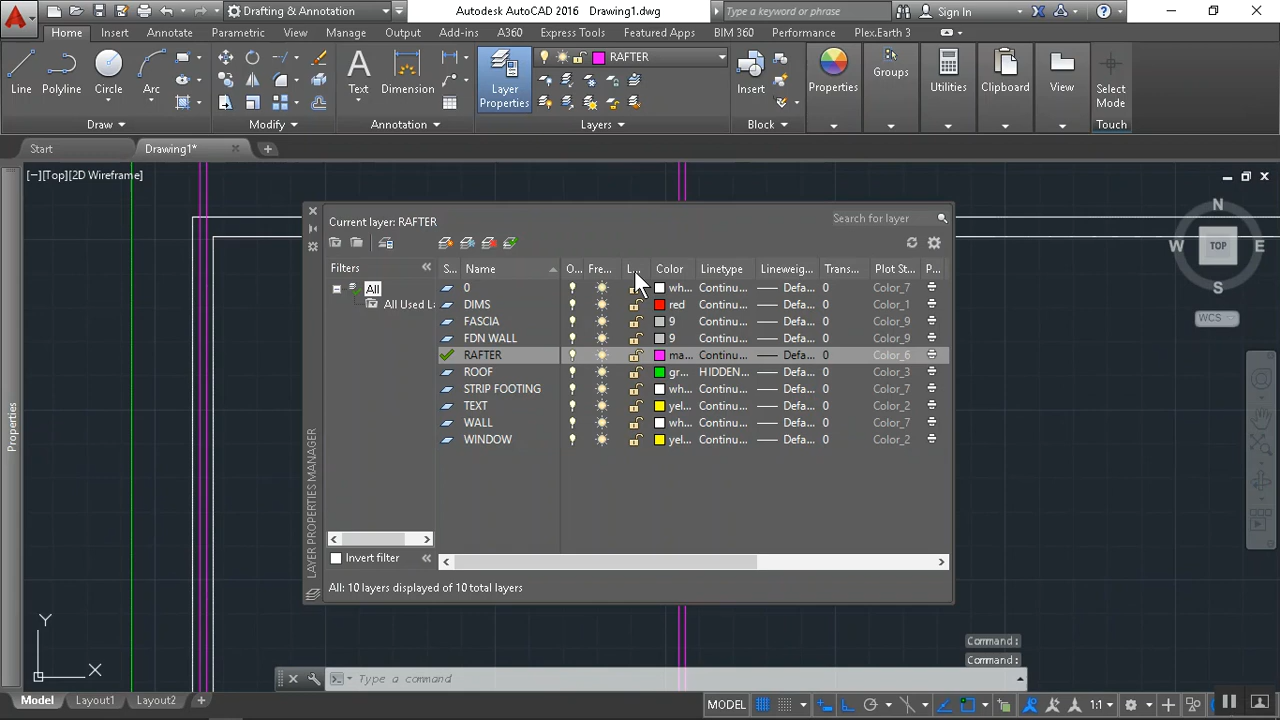 Drafting & Annotation
Autodesk AutoCAD 2016 Drawing1.dwg
Type a keyword or phrase
Sign In
Home Insert Annotate Parametric View Manage Output Add-ins A360 Express Tools Featured Apps BIM 360 Performance Plex.Earth 3
RAFTER
Line Polyline Circle Arc Text Dimension Layer Properties Insert Properties Groups Utilities Clipboard View Select Mode
Draw Modify Annotation Layers Block Touch
Start Drawing1*
[−][Top][2D Wireframe]
N
W TOP E
S
WCS
Current layer: RAFTER
Search for layer
Filters
All
All Used La
S... Name O... Fre... L... Color Linetype Lineweig... Trans... Plot St... P...
0 wh... Continu... Defa... 0 Color_7
DIMS red Continu... Defa... 0 Color_1
FASCIA 9 Continu... Defa... 0 Color_9
FDN WALL 9 Continu... Defa... 0 Color_9
RAFTER ma... Continu... Defa... 0 Color_6
ROOF gr... HIDDEN... Defa... 0 Color_3
STRIP FOOTING wh... Continu... Defa... 0 Color_7
TEXT yel... Continu... Defa... 0 Color_2
WALL wh... Continu... Defa... 0 Color_7
WINDOW yel... Continu... Defa... 0 Color_2
Invert filter
All: 10 layers displayed of 10 total layers
LAYER PROPERTIES MANAGER
Properties
Y
X
Command:
Command:
Type a command
Model Layout1 Layout2
MODEL 1:1